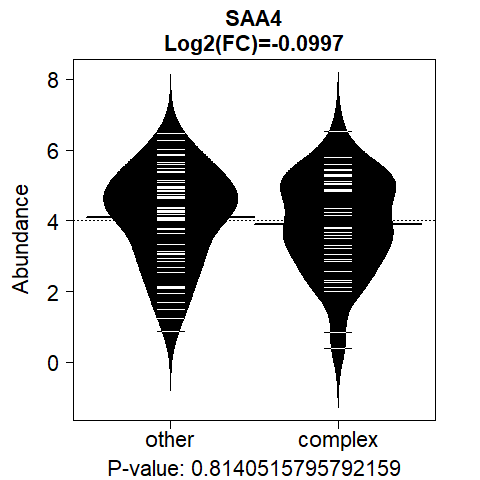 SAA4
Log2(FC)=-0.0997
8
6
4
2
0
Abundance
other complex
P-value: 0.8140515795792159